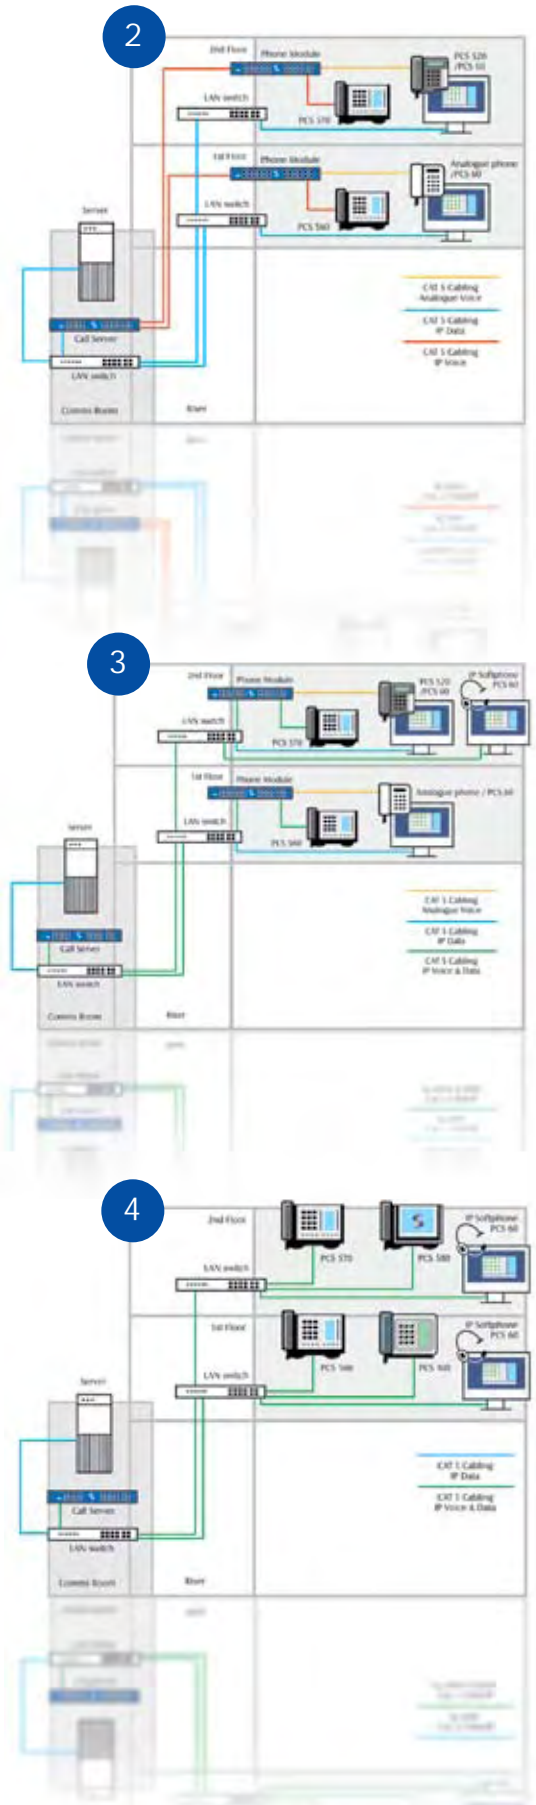 2
2nd Floor
Phone Module
PCS 520
/PCS 60
LAN switch
PCS 570
1st Floor
Phone Module
Analogue phone
/PCS 60
LAN switch
PCS 560
Server
CAT 5 Cabling
Analogue Voice
CAT 5 Cabling
IP Data
Call Server
CAT 5 Cabling
IP Voice
LAN switch
Comms Room
Riser
3
2nd Floor
Phone Module
PCS 520
/PCS 60
IP Softphone
PCS 60
LAN switch
PCS 570
1st Floor
Phone Module
Analogue phone / PCS 60
LAN switch
PCS 560
Server
CAT 5 Cabling
Analogue Voice
CAT 5 Cabling
IP Data
Call Server
CAT 5 Cabling
IP Voice & Data
LAN switch
Comms Room
Riser
4
2nd Floor
IP Softphone
PCS 60
PCS 570
PCS 580
LAN switch
1st Floor
IP Softphone
PCS 60
PCS 560
LAN switch
Server
CAT 5 Cabling
IP Data
CAT 5 Cabling
IP Voice & Data
Call Server
LAN switch
Comms Room
Riser